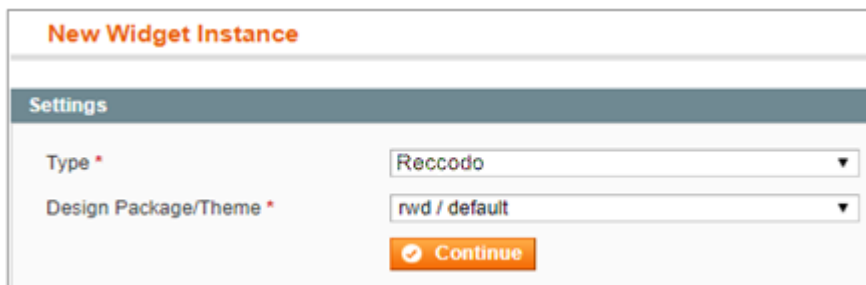 New Widget Instance
Settings
Type * Reccodo
Design Package/Theme * rwd / default
Continue